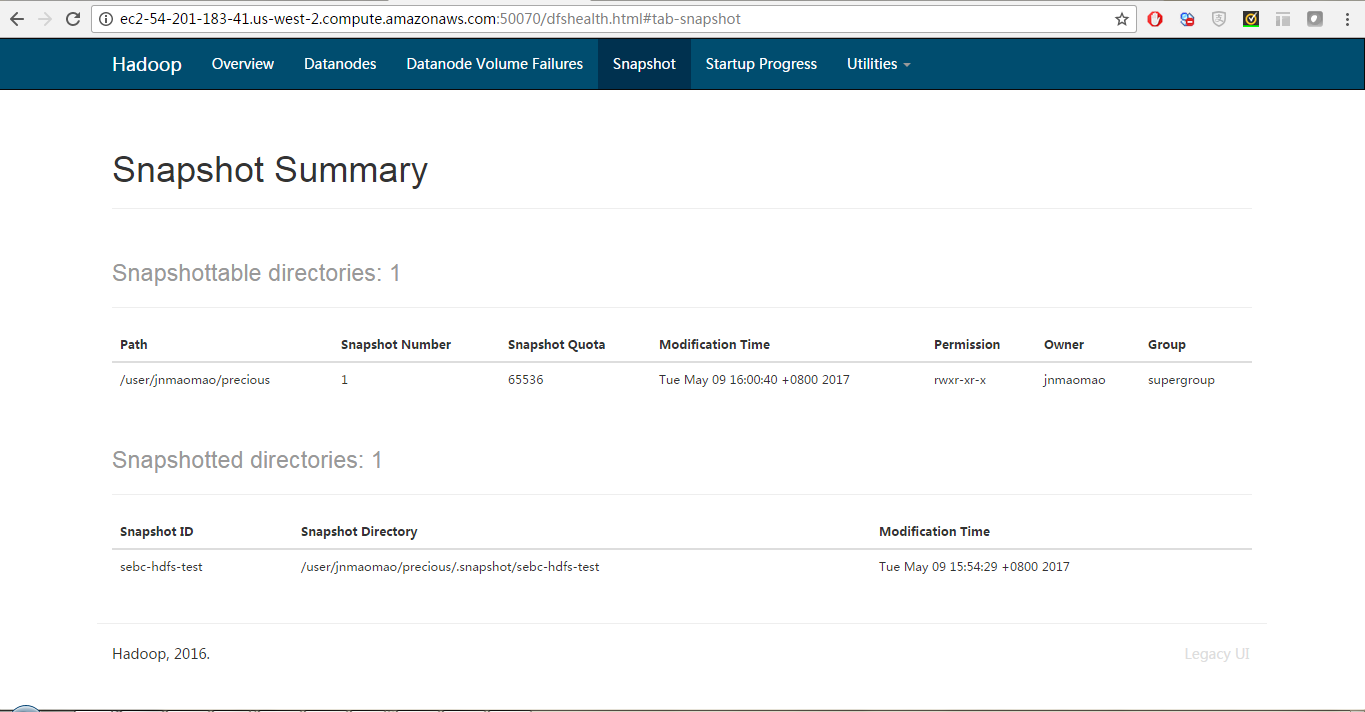 ec2-54-201-183-41.us-west-2.compute.amazonaws.com:50070/dfshealth.html#tab-snapshot
Hadoop Overview Datanodes Datanode Volume Failures Snapshot Startup Progress Utilities
Snapshot Summary
Snapshottable directories: 1
Path Snapshot Number Snapshot Quota Modification Time Permission Owner Group
/user/jnmaomao/precious 1 65536 Tue May 09 16:00:40 +0800 2017 rwxr-xr-x jnmaomao supergroup
Snapshotted directories: 1
Snapshot ID Snapshot Directory Modification Time
sebc-hdfs-test /user/jnmaomao/precious/.snapshot/sebc-hdfs-test Tue May 09 15:54:29 +0800 2017
Hadoop, 2016. Legacy UI